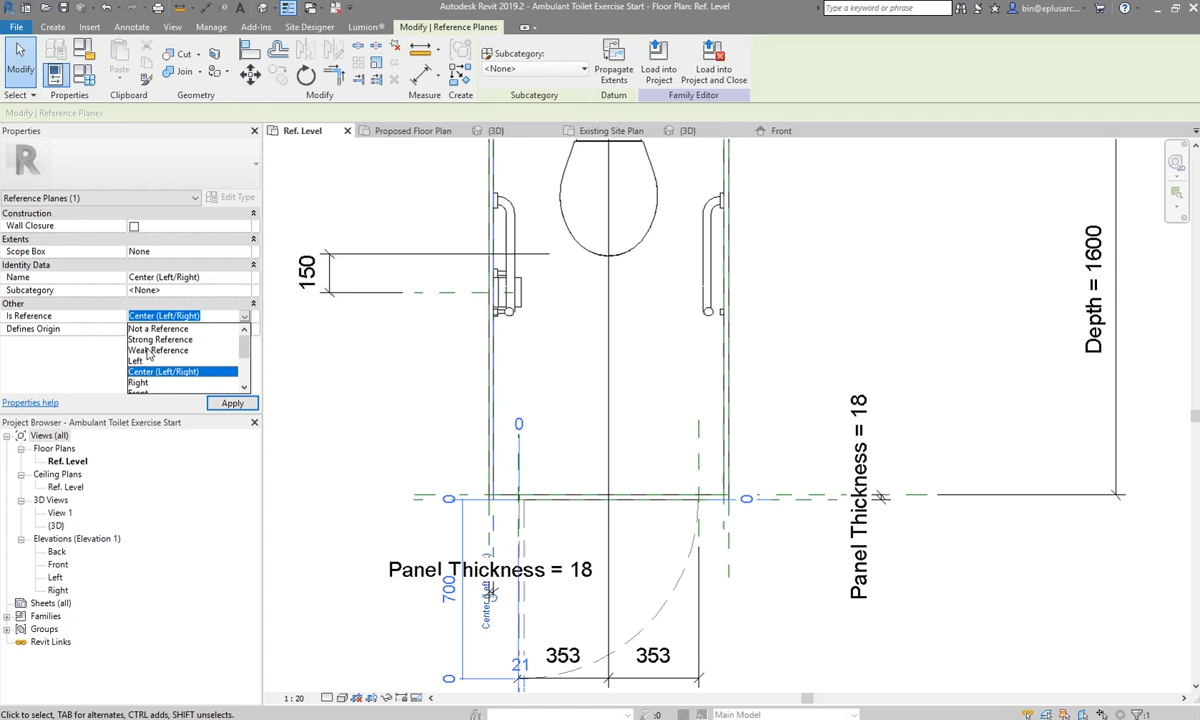 Autodesk Revit 2019.2 - Ambulant Toilet Exercise Start - Floor Plan: Ref. Level
Type a keyword or phrase
bin@eplusarc...
File Create Insert Annotate View Manage Add-Ins Site Designer Lumion® Modify | Reference Planes
Modify
Paste
Cut
Join
Subcategory:
<None>
Propagate Extents
Load into Project
Load into Project and Close
Select Properties Clipboard Geometry Modify Measure Create Subcategory Datum Family Editor
Modify | Reference Planes
Properties
Ref. Level Proposed Floor Plan {3D} Existing Site Plan {3D} Front
Reference Planes (1) Edit Type
Construction
Wall Closure
Extents
Scope Box None
Identity Data
Name Center (Left/Right)
Subcategory <None>
Other
Is Reference Center (Left/Right)
Defines Origin
Not a Reference
Strong Reference
Weak Reference
Left
Center (Left/Right)
Right
Properties help Apply
Project Browser - Ambulant Toilet Exercise Start
Views (all)
Floor Plans
Ref. Level
Ceiling Plans
Ref. Level
3D Views
View 1
{3D}
Elevations (Elevation 1)
Back
Front
Left
Right
Sheets (all)
Families
Groups
Revit Links
150
Depth = 1600
0
0
0
Panel Thickness = 18
Panel Thickness = 18
700
353 353
21
0
1 : 20
Click to select, TAB for alternates, CTRL adds, SHIFT unselects.
:0
Main Model
:1